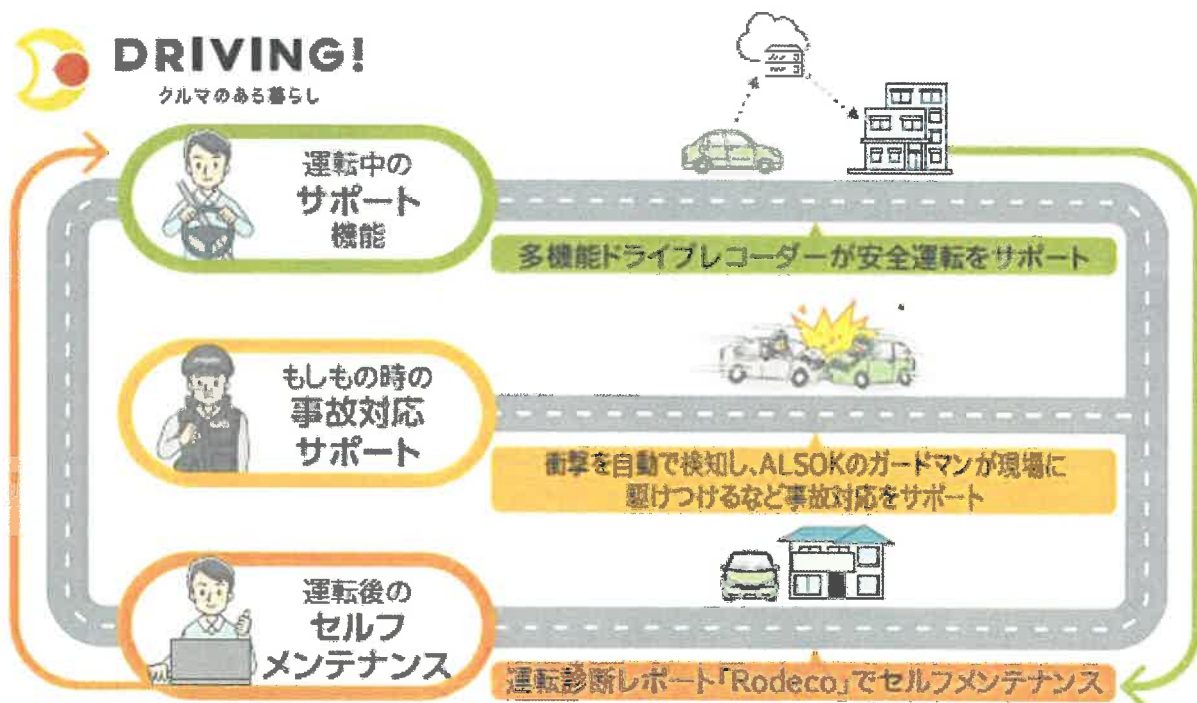 DRIVING!
クルマのある暮らし
運転中の
サポート
機能
多機能ドライブレコーダーが安全運転をサポート
もしもの時の
事故対応
サポート
衝撃を自動で検知し、ALSOKのガードマンが現場に
駆けつけるなど事故対応をサポート
運転後の
セルフ
メンテナンス
運転診断レポート「Rodeco」でセルフメンテナンス